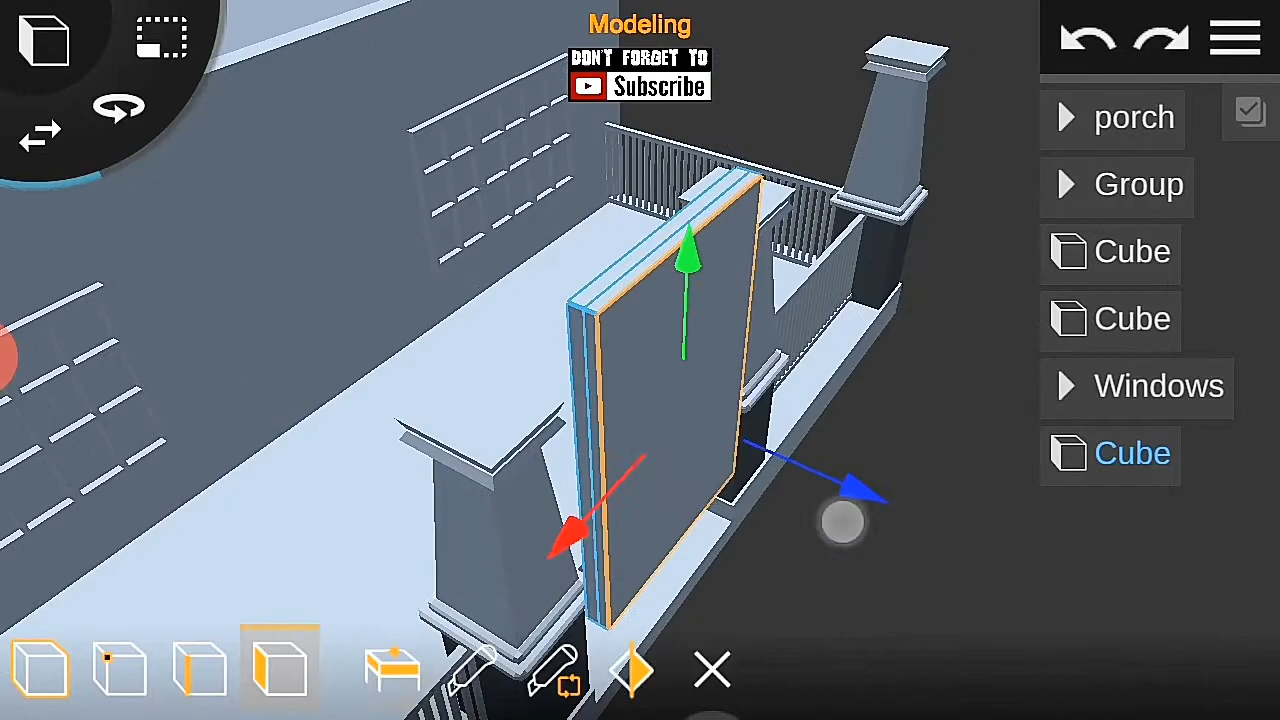 Modeling
DON'T FORGET TO
Subscribe
porch
Group
Cube
Cube
Windows
Cube